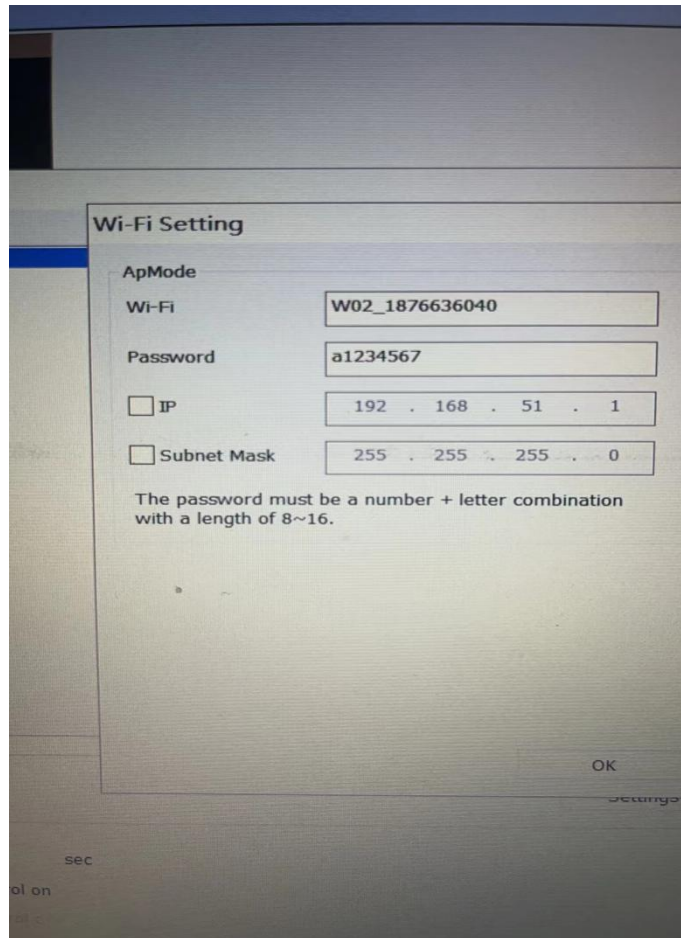 Wi-Fi Setting
ApMode
Wi-Fi W02_1876636040
Password a1234567
IP 192 . 168 . 51 . 1
Subnet Mask 255 . 255 . 255 . 0
The password must be a number + letter combination
with a length of 8~16.
OK
Settings
sec
ol on